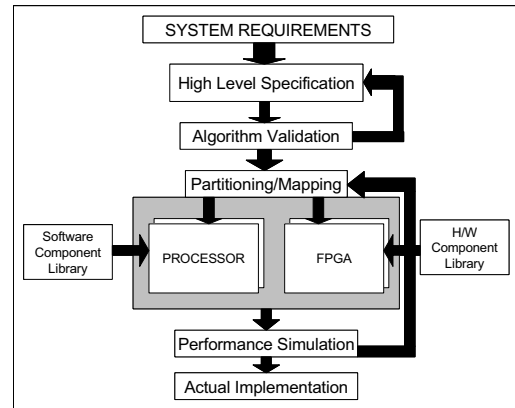 SYSTEM REQUIREMENTS
High Level Specification
Algorithm Validation
Partitioning/Mapping
Software
Component
Library
PROCESSOR
FPGA
H/W
Component
Library
Performance Simulation
Actual Implementation